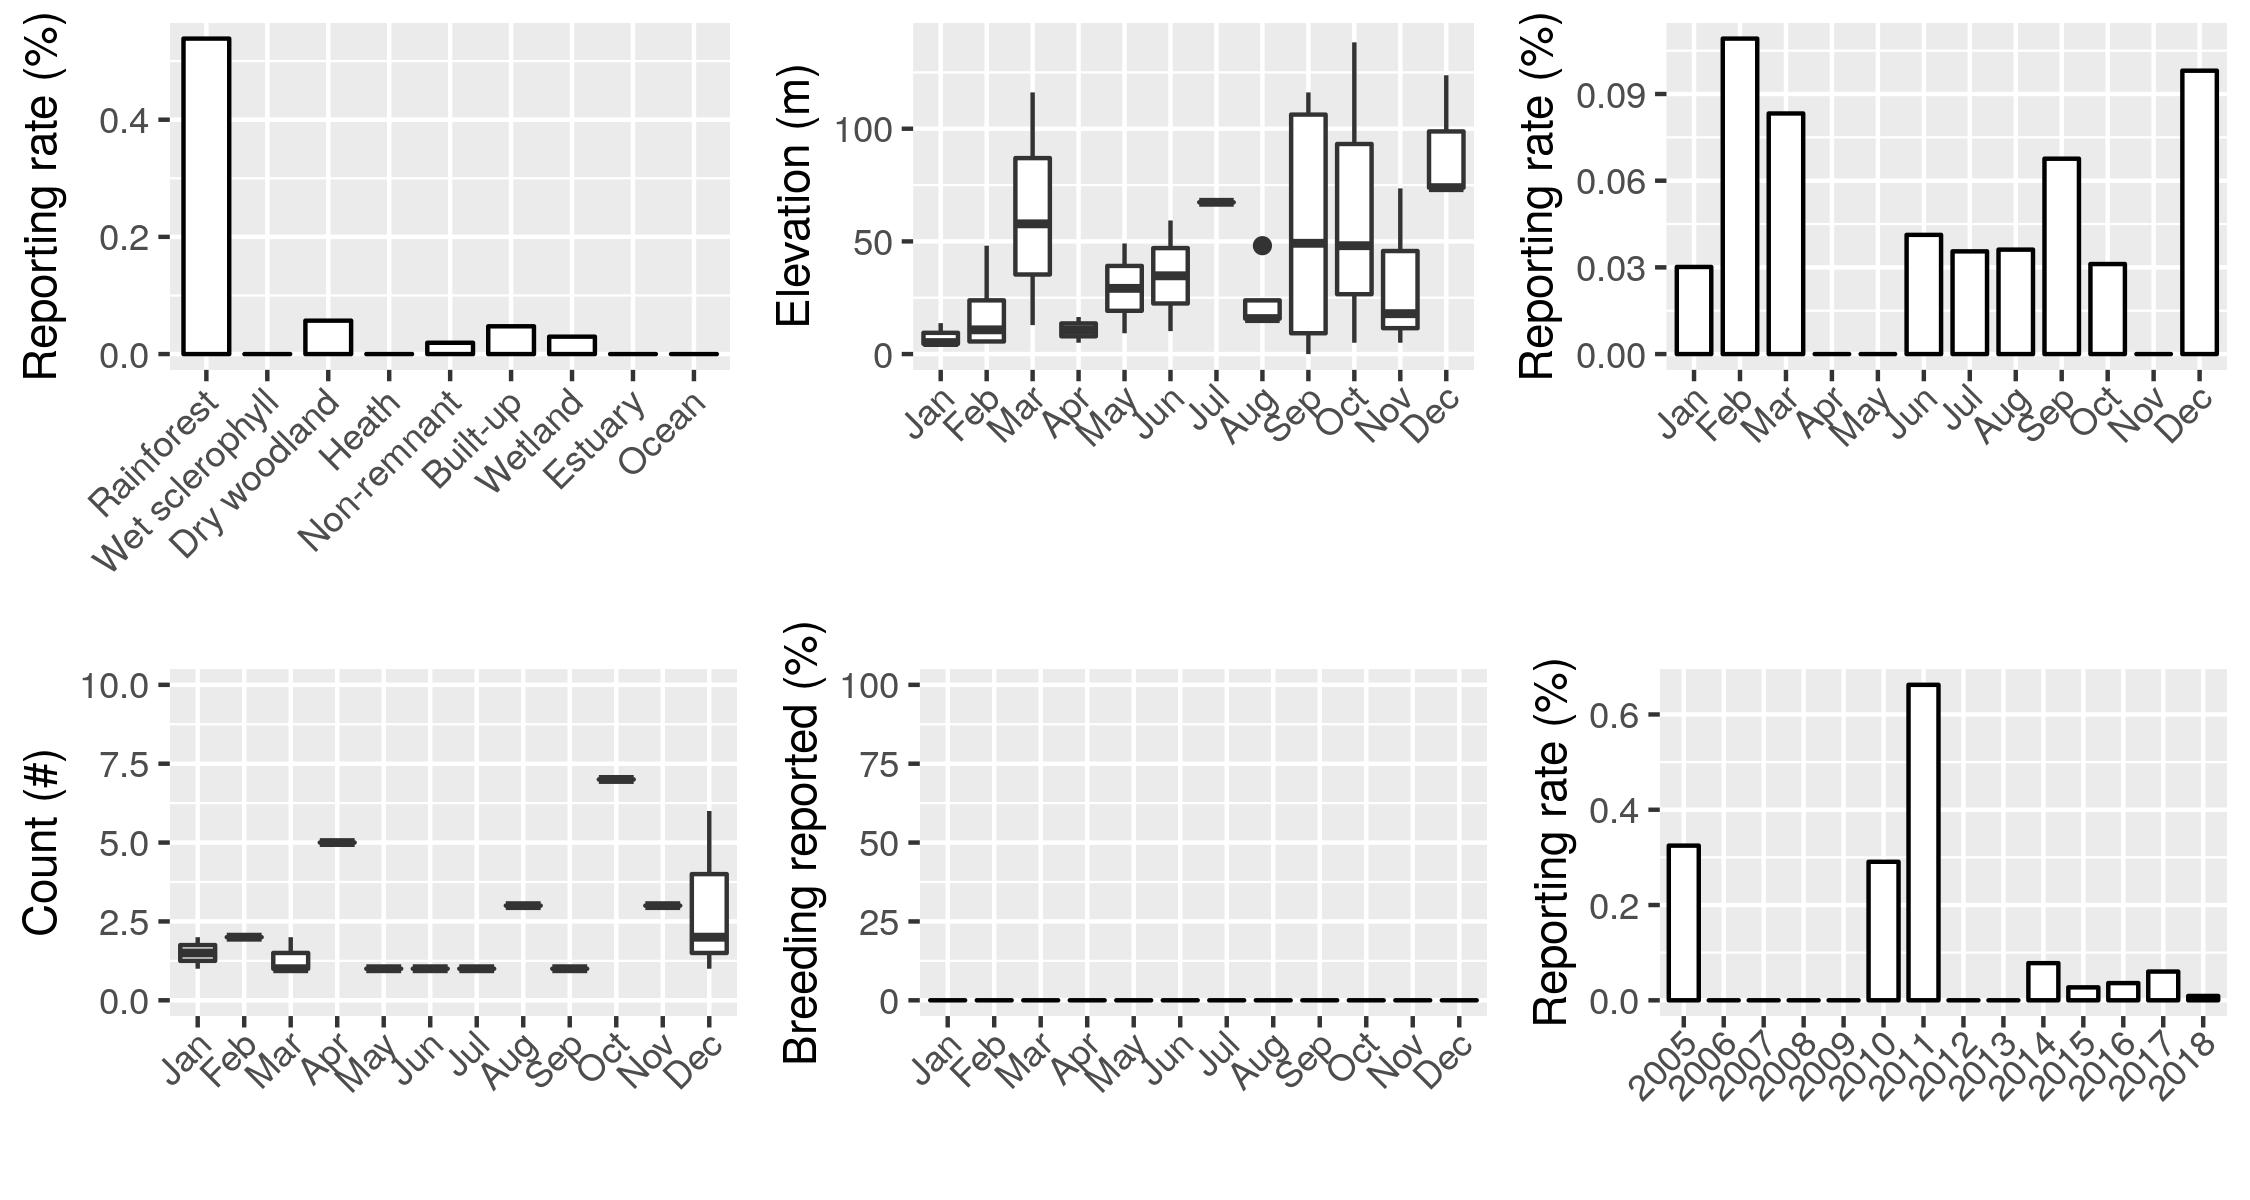 Reporting rate (%)
0.4
0.2
0.0
Rainforest
Wet sclerophyll
Dry woodland
Heath
Non-remnant
Built-up
Wetland
Estuary
Ocean
Elevation (m)
100
50
0
Jan
Feb
Mar
Apr
May
Jun
Jul
Aug
Sep
Oct
Nov
Dec
Reporting rate (%)
0.09
0.06
0.03
0.00
Jan
Feb
Mar
Apr
May
Jun
Jul
Aug
Sep
Oct
Nov
Dec
Count (#)
10.0
7.5
5.0
2.5
0.0
Jan
Feb
Mar
Apr
May
Jun
Jul
Aug
Sep
Oct
Nov
Dec
Breeding reported (%)
100
75
50
25
0
Jan
Feb
Mar
Apr
May
Jun
Jul
Aug
Sep
Oct
Nov
Dec
Reporting rate (%)
0.6
0.4
0.2
0.0
2005
2006
2007
2008
2009
2010
2011
2012
2013
2014
2015
2016
2017
2018